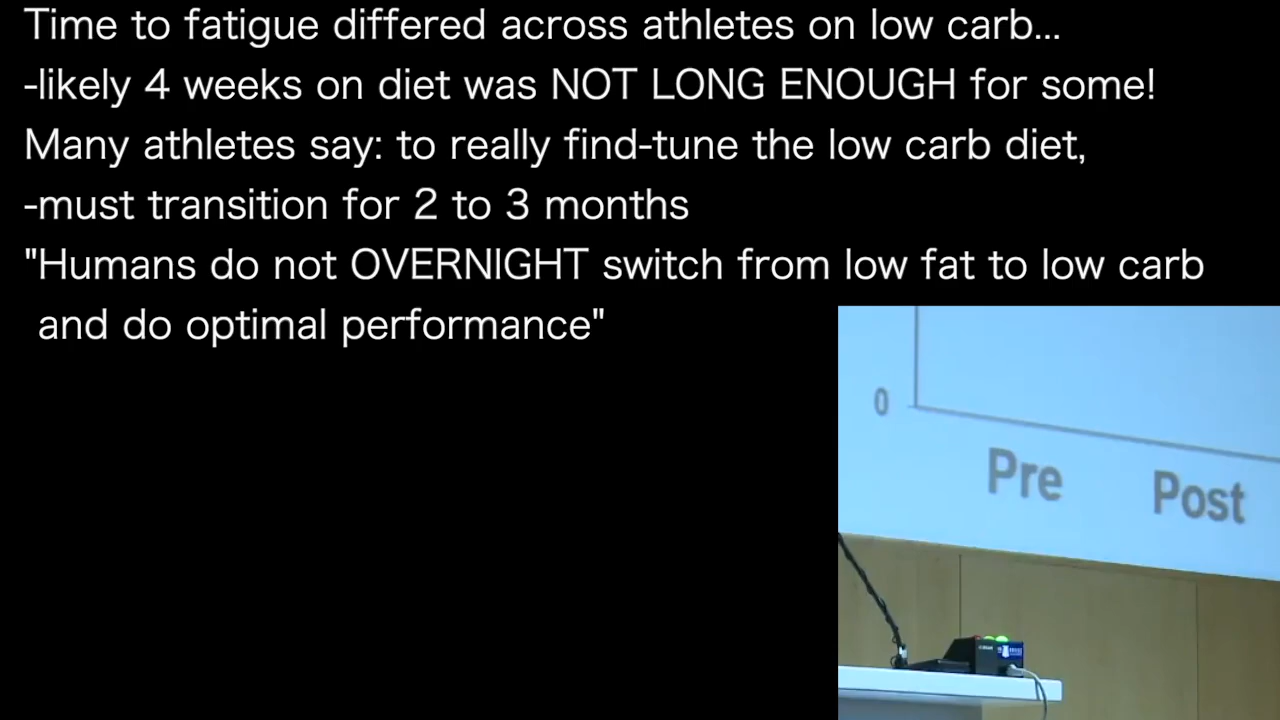 Time to fatigue differed across athletes on low carb...
-likely 4 weeks on diet was NOT LONG ENOUGH for some!
Many athletes say: to really find-tune the low carb diet,
-must transition for 2 to 3 months
"Humans do not OVERNIGHT switch from low fat to low carb
and do optimal performance"
0
Pre
Post